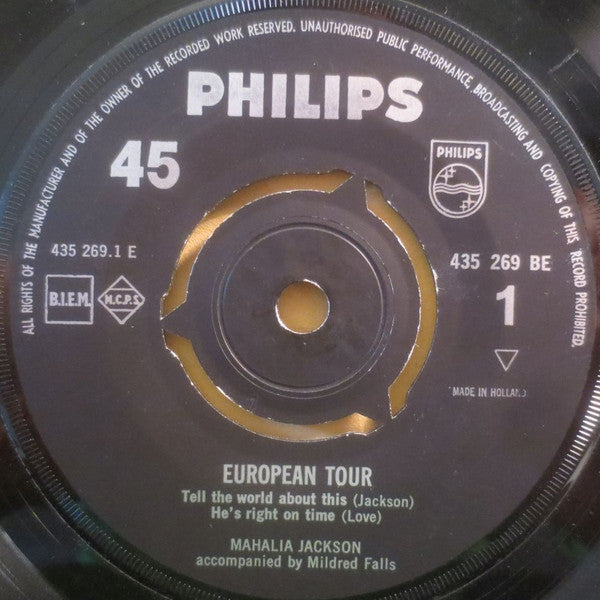 ALL RIGHTS OF THE MANUFACTURER AND OF THE OWNER OF THE RECORDED WORK RESERVED. UNAUTHORISED PUBLIC PERFORMANCE, BROADCASTING AND COPYING OF THIS RECORD PROHIBITED.
PHILIPS
45
PHILIPS
435 269.1 E
435 269 BE
B.I.E.M.
M.C.P.S.
1
MADE IN HOLLAND
EUROPEAN TOUR
Tell the world about this (Jackson)
He's right on time (Love)
MAHALIA JACKSON
accompanied by Mildred Falls